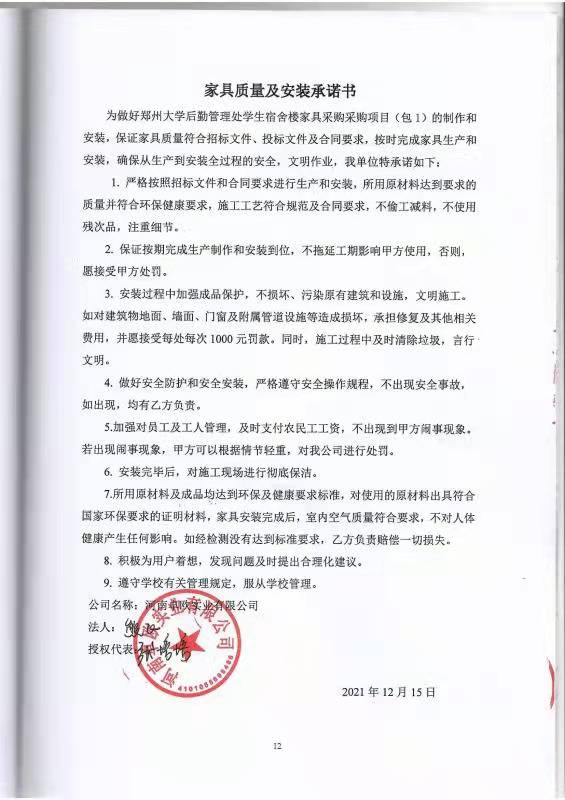 家具质量及安装承诺书
为做好郑州大学后勤管理处学生宿舍楼家具采购采购项目（包1）的制作和
安装，保证家具质量符合招标文件、投标文件及合同要求，按时完成家具生产和
安装，确保从生产到安装全过程的安全，文明作业，我单位特承诺如下：
1. 严格按照招标文件和合同要求进行生产和安装，所用原材料达到要求的
质量并符合环保健康要求，施工工艺符合规范及合同要求，不偷工减料，不使用
残次品，注重细节。
2. 保证按期完成生产制作和安装到位，不拖延工期影响甲方使用，否则，
愿接受甲方处罚。
3. 安装过程中加强成品保护，不损坏、污染原有建筑和设施，文明施工。
如对建筑物地面、墙面、门窗及附属管道设施等造成损坏，承担修复及其他相关
费用，并愿接受每处每次1000元罚款。同时，施工过程中及时清除垃圾，言行
文明。
4. 做好安全防护和安全安装，严格遵守安全操作规程，不出现安全事故，
如出现，均有乙方负责。
5.加强对员工及工人管理，及时支付农民工工资，不出现到甲方闹事现象。
若出现闹事现象，甲方可以根据情节轻重，对我公司进行处罚。
6. 安装完毕后，对施工现场进行彻底保洁。
7.所用原材料及成品均达到环保及健康要求标准，对使用的原材料出具符合
国家环保要求的证明材料，家具安装完成后，室内空气质量符合要求，不对人体
健康产生任何影响。如经检测没有达到标准要求，乙方负责赔偿一切损失。
8. 积极为用户着想，发现问题及时提出合理化建议。
9. 遵守学校有关管理规定，服从学校管理。
公司名称：河南 欧实业有限公司
法人：
授权代表：
2021年12月15日
12